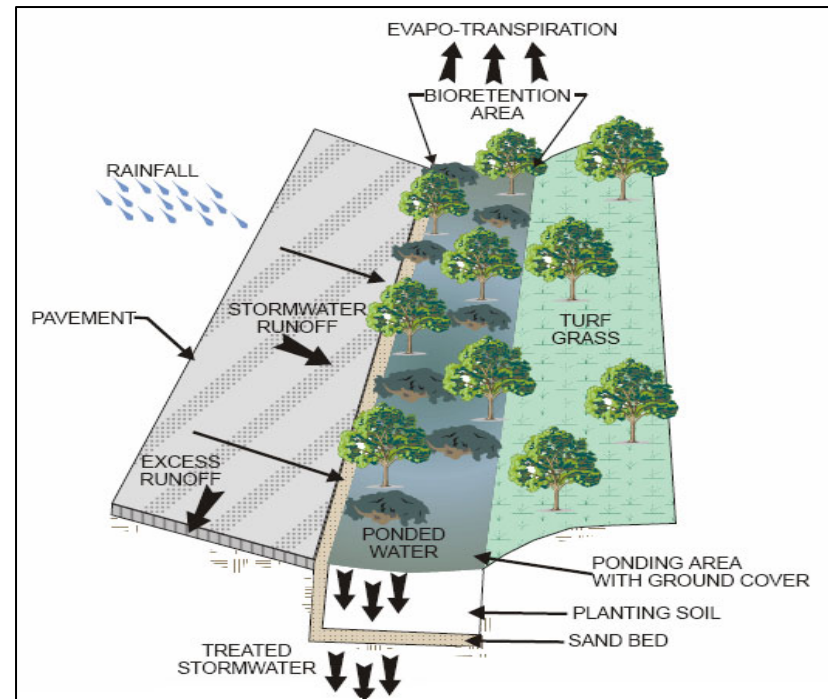 EVAPO-TRANSPIRATION
BIORETENTION
AREA
RAINFALL
PAVEMENT
STORMWATER
RUNOFF
TURF
GRASS
EXCESS
RUNOFF
PONDED
WATER
PONDING AREA
WITH GROUND COVER
PLANTING SOIL
SAND BED
TREATED
STORMWATER